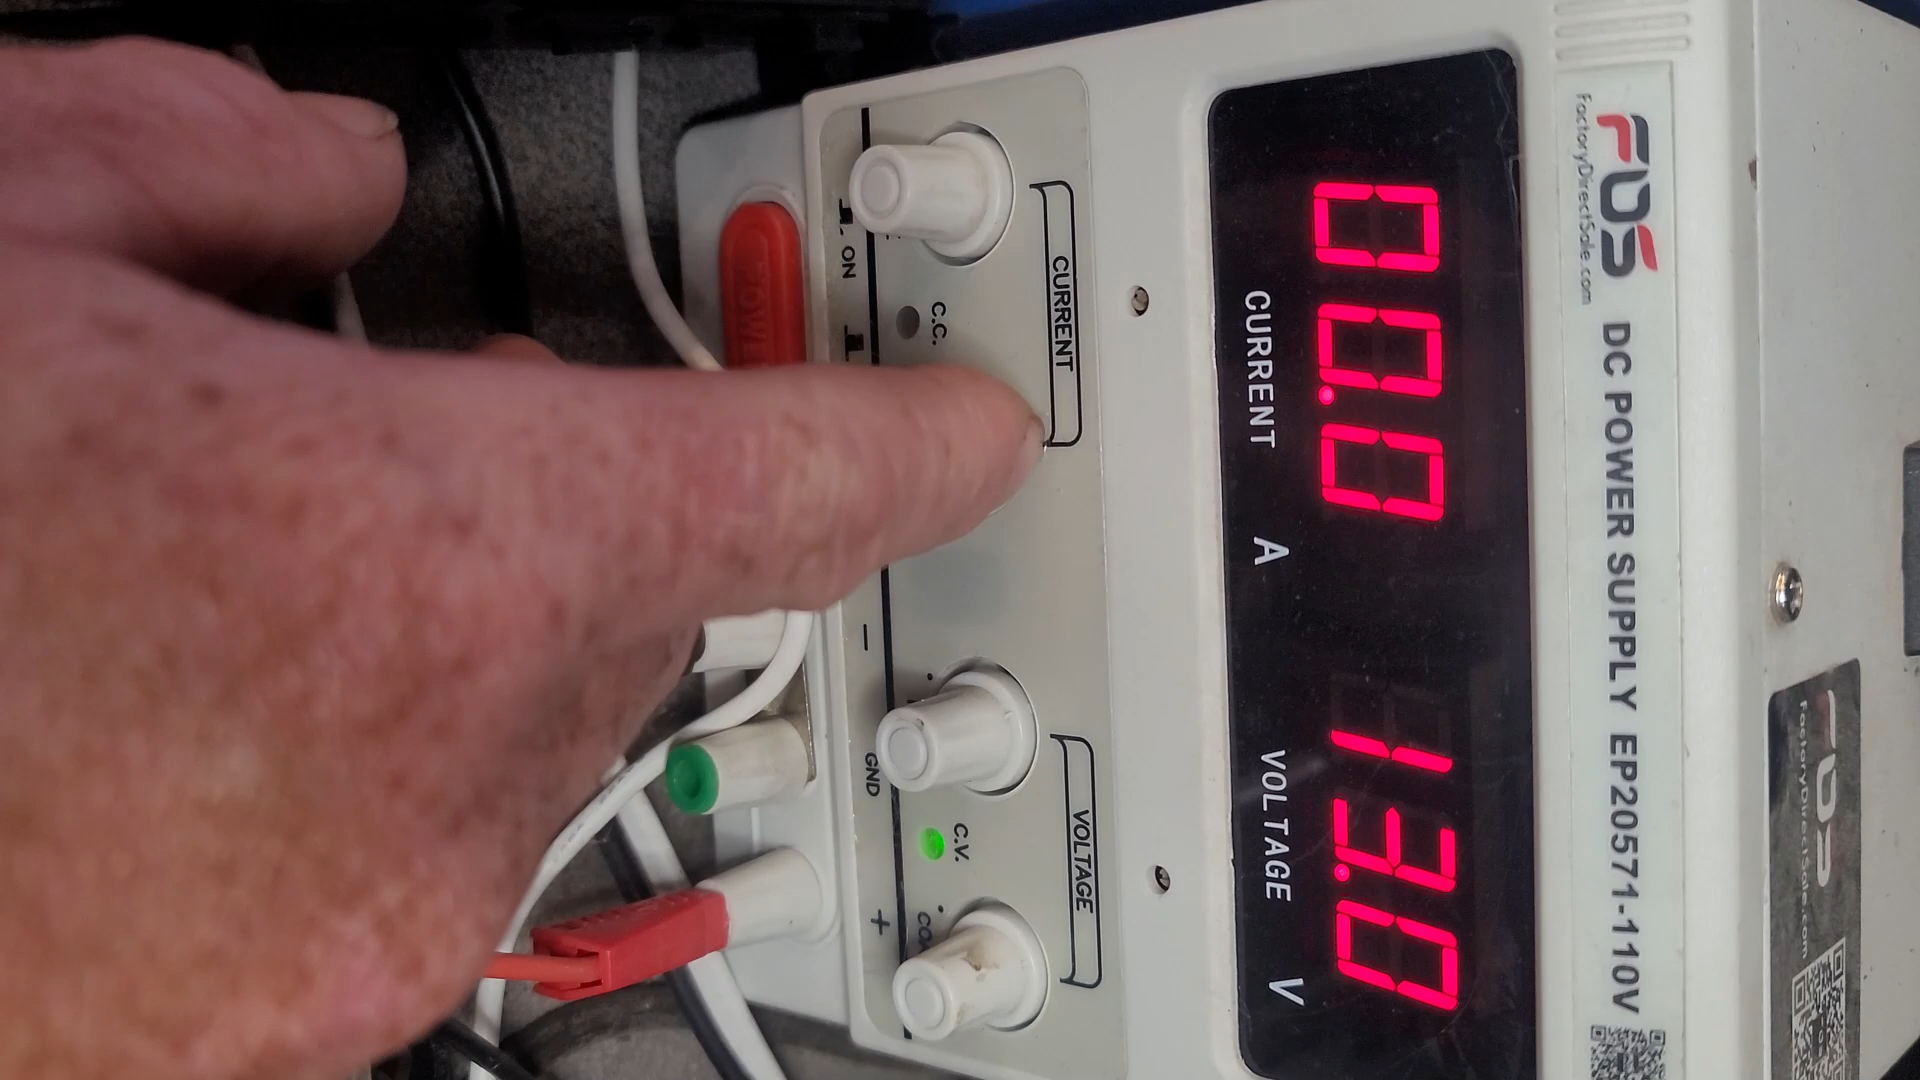 FDS DC POWER SUPPLY EP20571-110V
FactoryDirectSale.com
00.0 13.0
CURRENT A VOLTAGE V
CURRENT VOLTAGE
C.C. C.V.
ON
- GND +
FDS
FactoryDirectSale.com